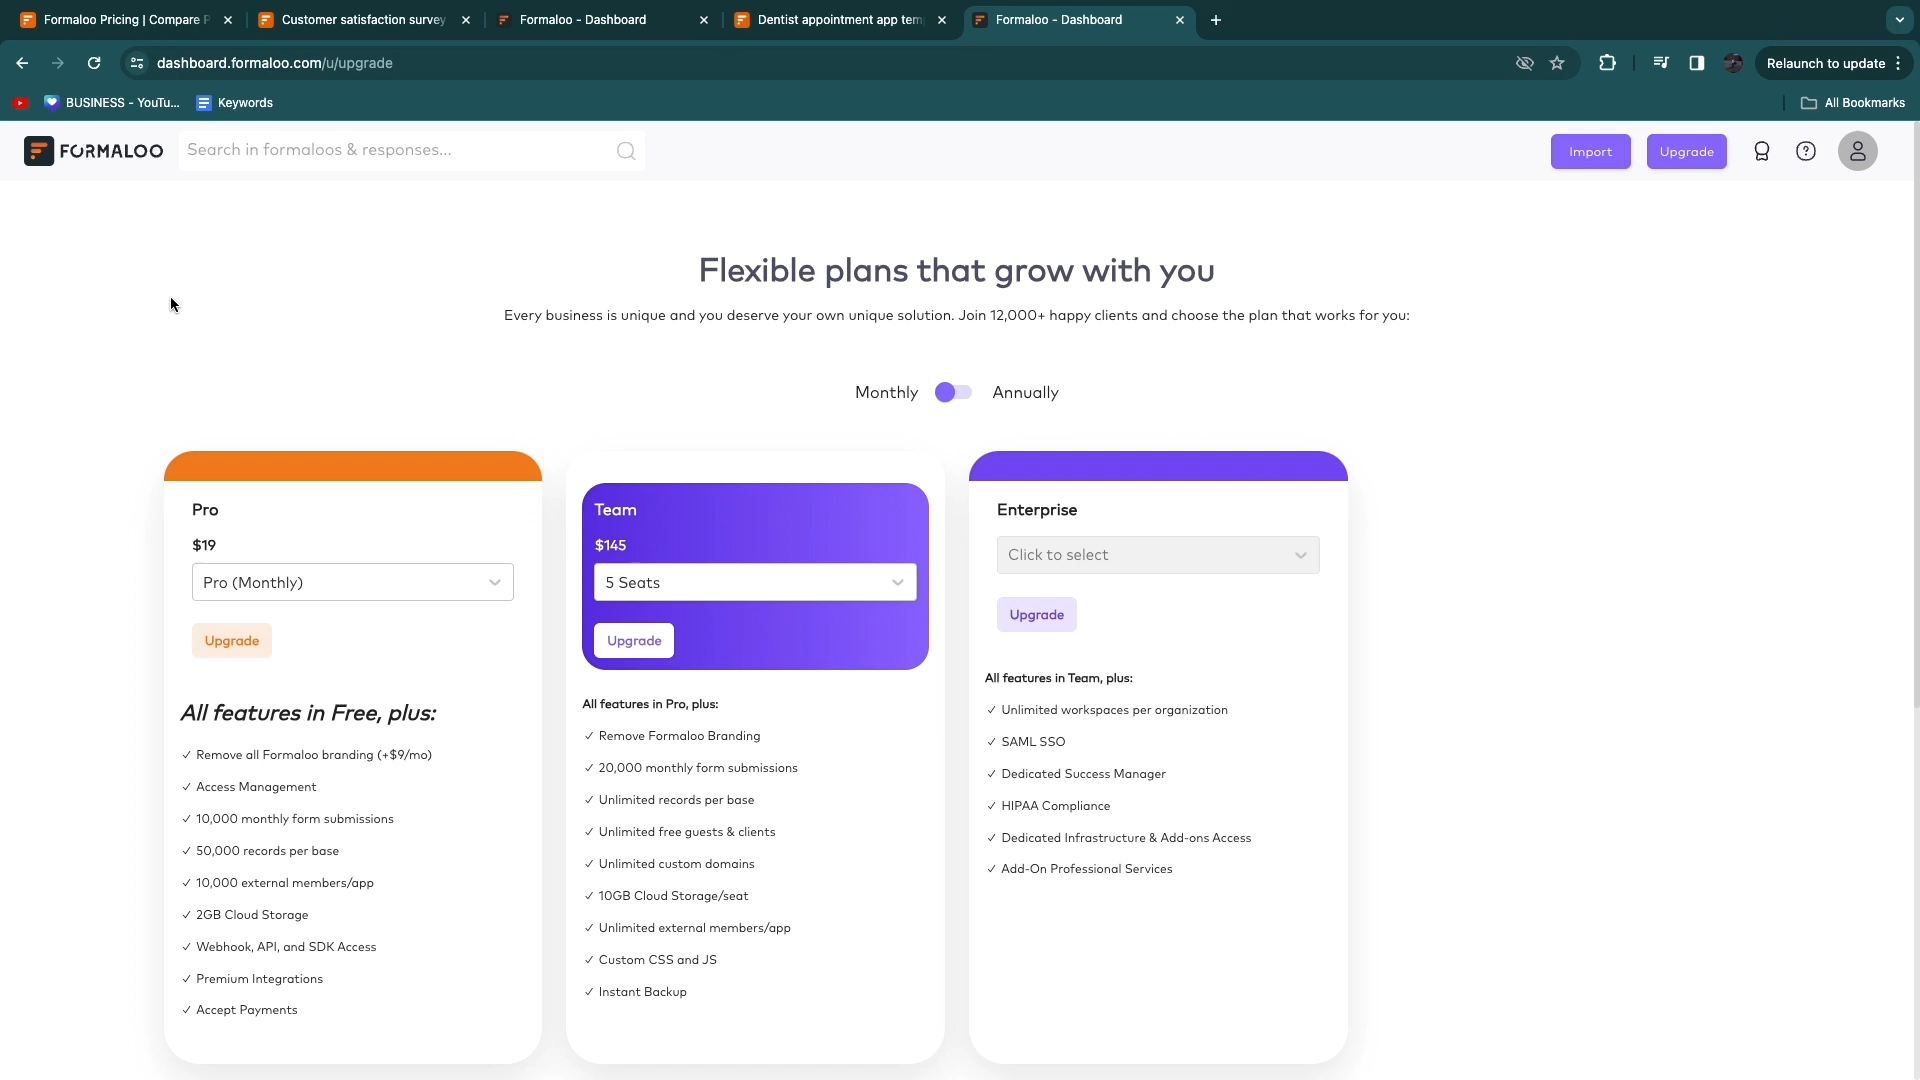 Formaloo Pricing | Compare P
Customer satisfaction survey
Formaloo - Dashboard
Dentist appointment app tem
Formaloo - Dashboard
dashboard.formaloo.com/u/upgrade
Relaunch to update
BUSINESS - YouTu...
Keywords
All Bookmarks
FORMALOO
Search in formaloos & responses...
Import
Upgrade
Flexible plans that grow with you
Every business is unique and you deserve your own unique solution. Join 12,000+ happy clients and choose the plan that works for you:
Monthly
Annually
Pro
$19
Pro (Monthly)
Upgrade
All features in Free, plus:
✓ Remove all Formaloo branding (+$9/mo)
✓ Access Management
✓ 10,000 monthly form submissions
✓ 50,000 records per base
✓ 10,000 external members/app
✓ 2GB Cloud Storage
✓ Webhook, API, and SDK Access
✓ Premium Integrations
✓ Accept Payments
Team
$145
5 Seats
Upgrade
All features in Pro, plus:
✓ Remove Formaloo Branding
✓ 20,000 monthly form submissions
✓ Unlimited records per base
✓ Unlimited free guests & clients
✓ Unlimited custom domains
✓ 10GB Cloud Storage/seat
✓ Unlimited external members/app
✓ Custom CSS and JS
✓ Instant Backup
Enterprise
Click to select
Upgrade
All features in Team, plus:
✓ Unlimited workspaces per organization
✓ SAML SSO
✓ Dedicated Success Manager
✓ HIPAA Compliance
✓ Dedicated Infrastructure & Add-ons Access
✓ Add-On Professional Services